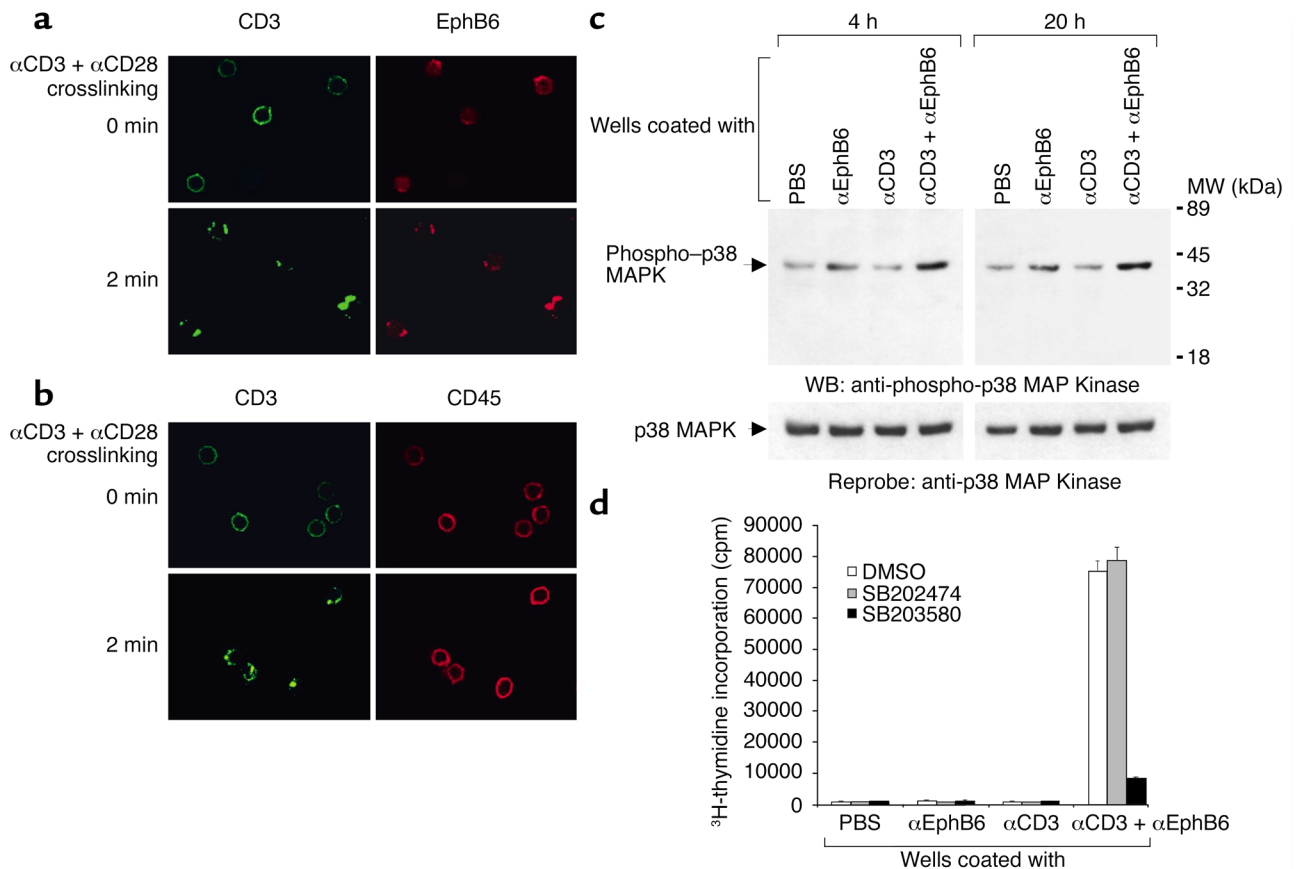 a
CD3 EphB6
αCD3 + αCD28
crosslinking
0 min
2 min
b
CD3 CD45
αCD3 + αCD28
crosslinking
0 min
2 min
c
4 h 20 h
Wells coated with
PBS αEphB6 αCD3 αCD3 + αEphB6 PBS αEphB6 αCD3 αCD3 + αEphB6
MW (kDa)
89
Phospho–p38
MAPK
45
32
18
WB: anti-phospho-p38 MAP Kinase
p38 MAPK
Reprobe: anti-p38 MAP Kinase
d
³H-thymidine incorporation (cpm)
90000
80000
70000
60000
50000
40000
30000
20000
10000
0
DMSO
SB202474
SB203580
PBS αEphB6 αCD3 αCD3 + αEphB6
Wells coated with